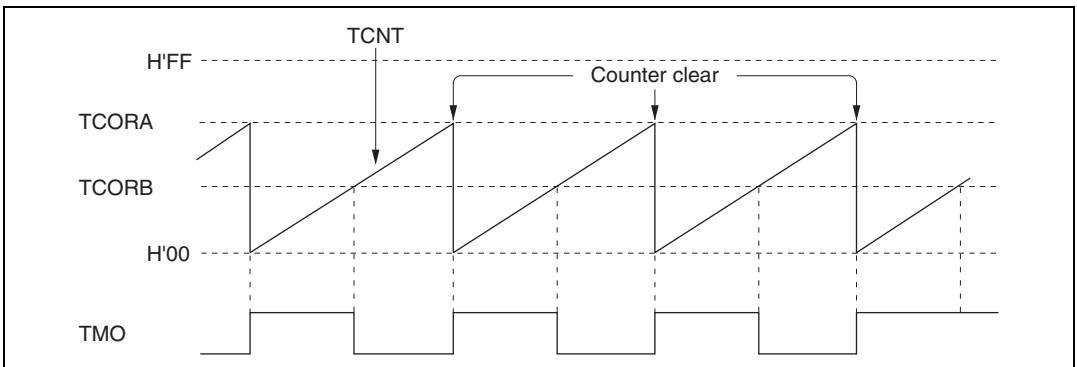 TCNT
H'FF
Counter clear
TCORA
TCORB
H'00
TMO